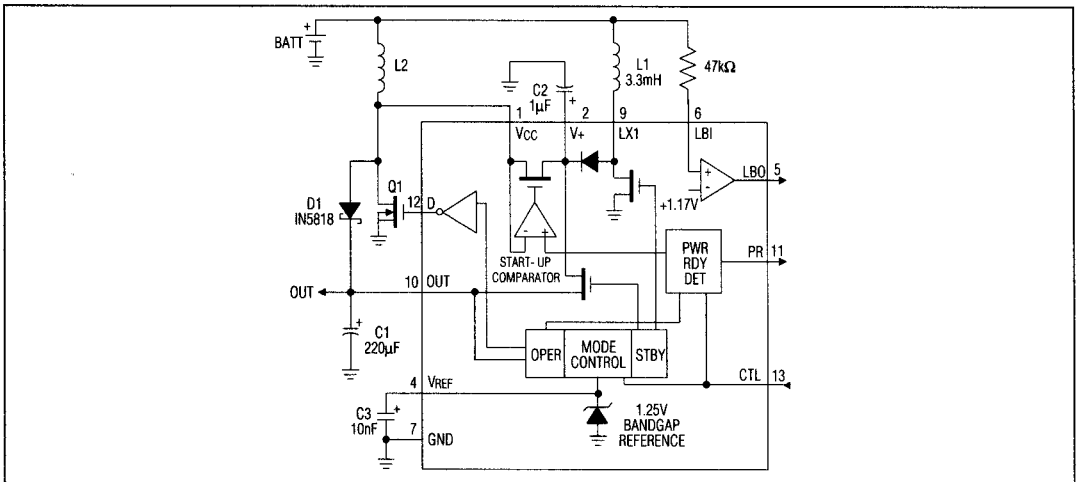 +
BATT
L2
L1
3.3mH
47kΩ
C2
1µF
+
1
2
9
6
VCC
V+
LX1
LBI
D1
IN5818
Q1
12
D
+
-
LBO
5
+1.17V
-
+
START-UP
COMPARATOR
PWR
RDY
DET
PR
11
OUT
10
OUT
+
C1
220µF
OPER
MODE
CONTROL
STBY
CTL
13
4
VREF
C3
10nF
+
7
GND
1.25V
BANDGAP
REFERENCE